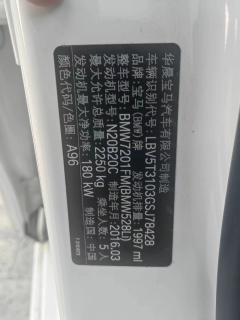 华晨宝马汽车有限公司制造
车辆识别代号: LBV5T3103GSJ78428
品牌: 宝马(BMW)牌 发动机排量: 1997 ml
发动机型号: N20B20C 制造年月: 2016.03
整车型号: BMW7201FM(BMW528Li)
最大允许总质量: 2250 kg 乘坐人数: 5 人
发动机最大净功率: 180 kW 制造国: 中国
颜色代码/色圈: A96